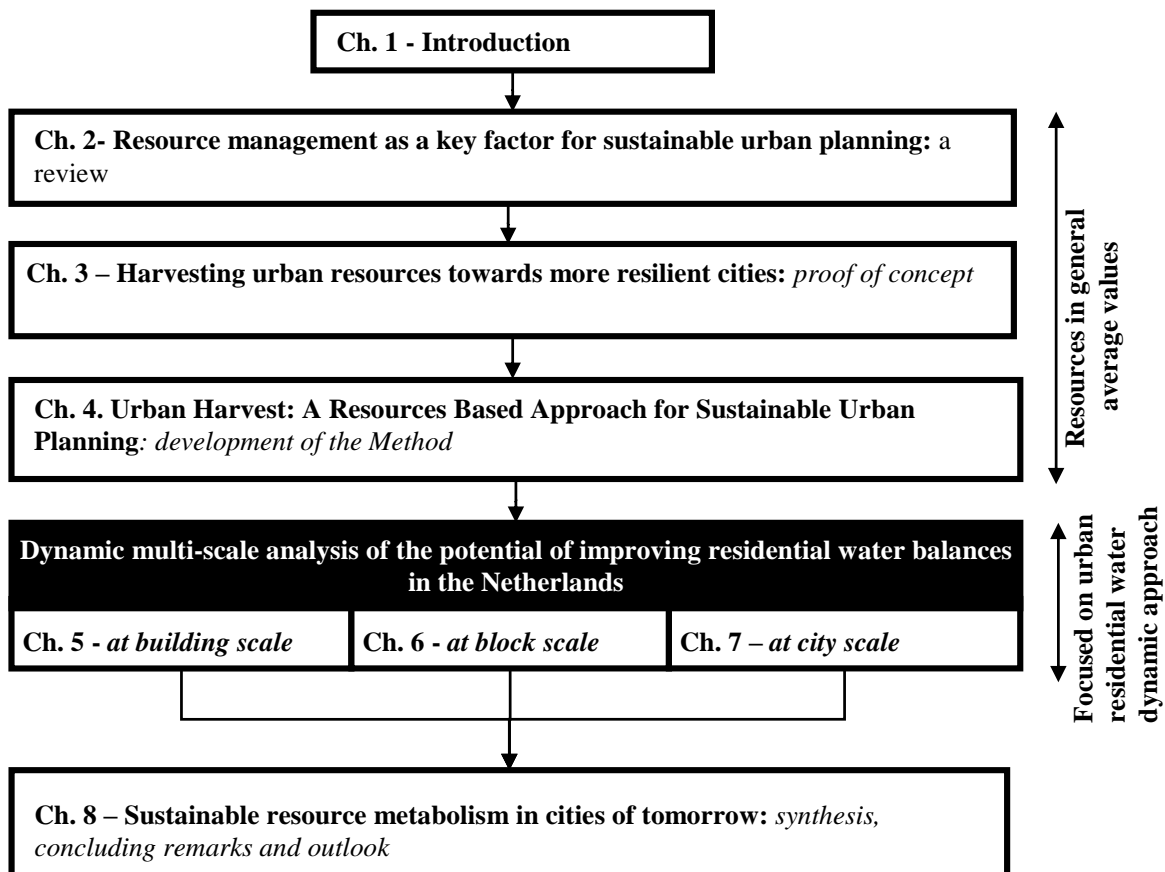 Ch. 1 - Introduction
Ch. 2- Resource management as a key factor for sustainable urban planning: a
review
Ch. 3 – Harvesting urban resources towards more resilient cities: proof of concept
Ch. 4. Urban Harvest: A Resources Based Approach for Sustainable Urban
Planning: development of the Method
Resources in general
average values
Dynamic multi-scale analysis of the potential of improving residential water balances
in the Netherlands
Ch. 5 - at building scale
Ch. 6 - at block scale
Ch. 7 – at city scale
Focused on urban
residential water
dynamic approach
Ch. 8 – Sustainable resource metabolism in cities of tomorrow: synthesis,
concluding remarks and outlook